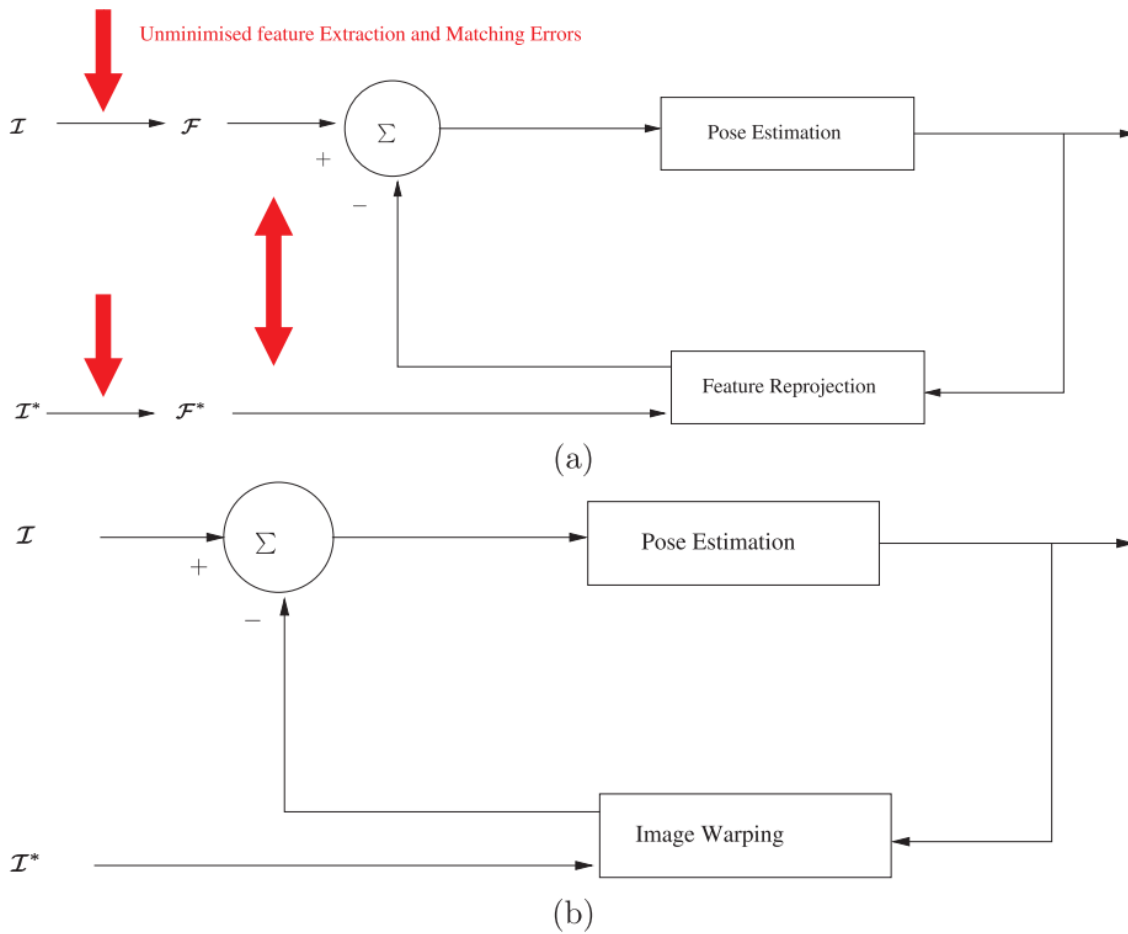 Unminimised feature Extraction and Matching Errors
𝓘 𝓕 Σ Pose Estimation
+
−
Feature Reprojection
𝓘* 𝓕*
(a)
𝓘 Σ Pose Estimation
+
−
Image Warping
𝓘*
(b)